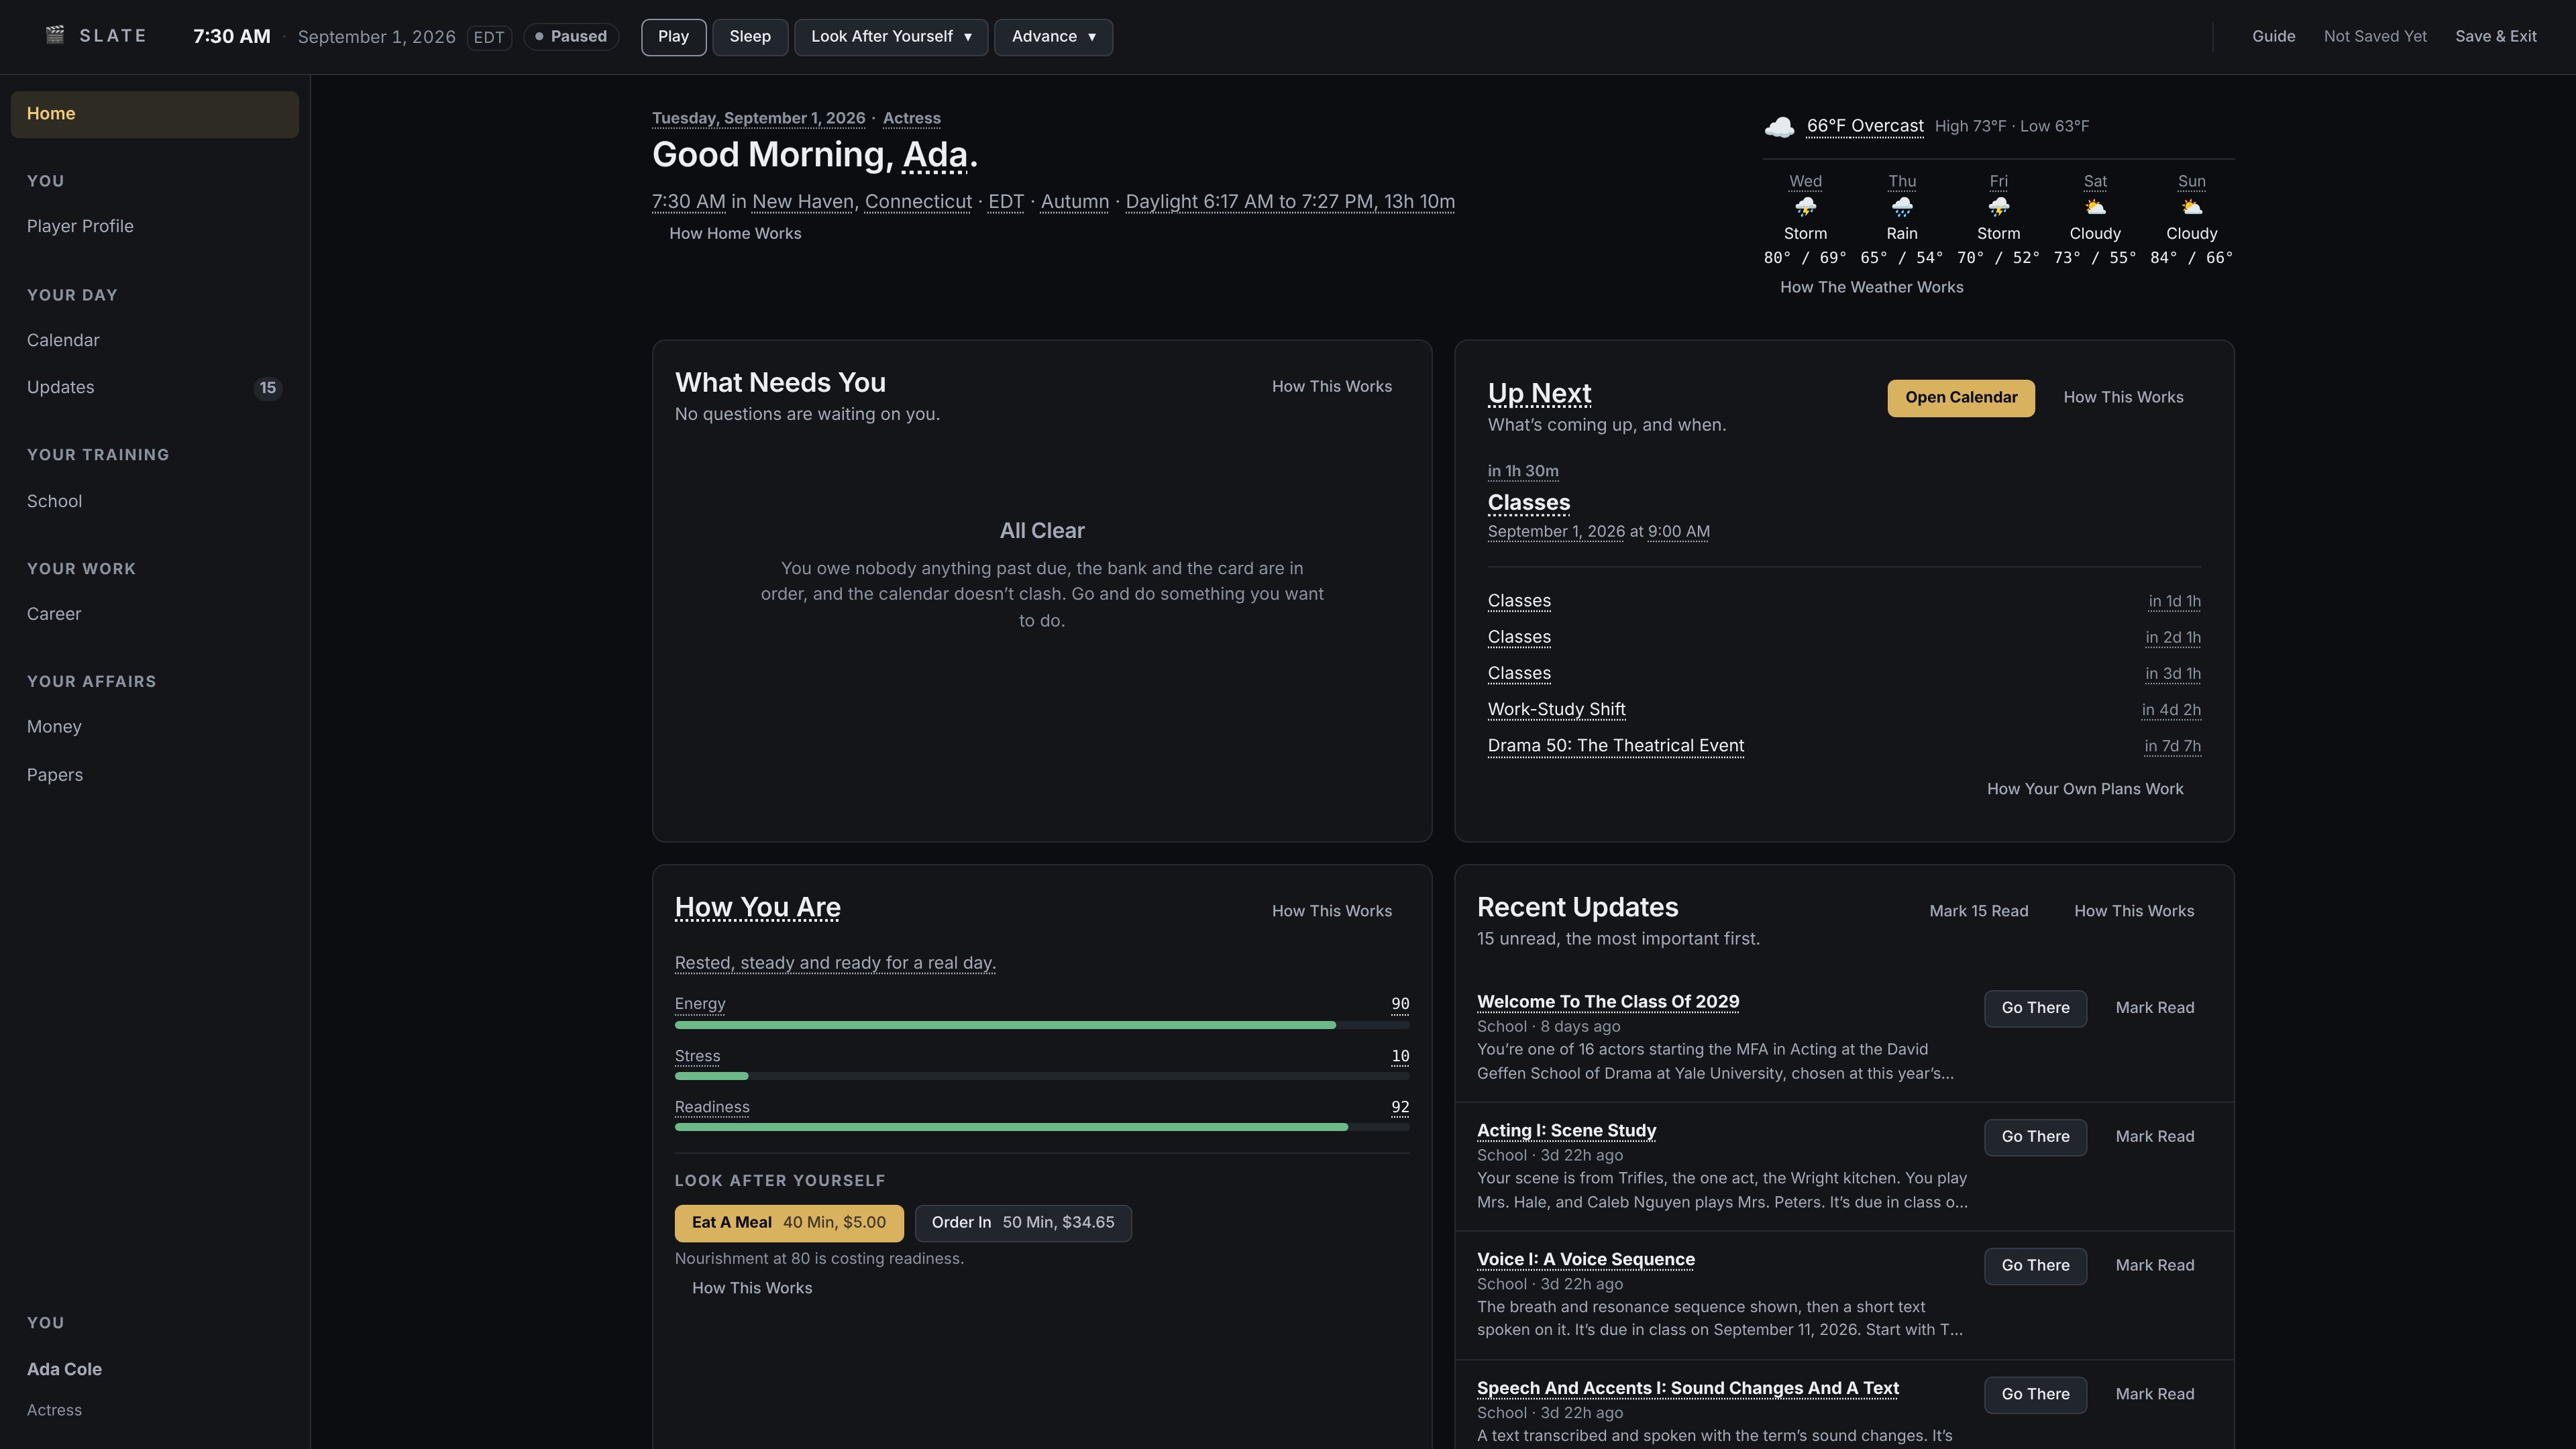 SLATE
7:30 AM · September 1, 2026 EDT Paused
Play
Sleep
Look After Yourself ▾
Advance ▾
Guide
Not Saved Yet
Save & Exit
Home
YOU
Player Profile
YOUR DAY
Calendar
Updates 15
YOUR TRAINING
School
YOUR WORK
Career
YOUR AFFAIRS
Money
Papers
YOU
Ada Cole
Actress
Tuesday, September 1, 2026 · Actress
Good Morning, Ada.
7:30 AM in New Haven, Connecticut · EDT · Autumn · Daylight 6:17 AM to 7:27 PM, 13h 10m
How Home Works
66°F Overcast High 73°F · Low 63°F
Wed Thu Fri Sat Sun
Storm Rain Storm Cloudy Cloudy
80° / 69° 65° / 54° 70° / 52° 73° / 55° 84° / 66°
How The Weather Works
What Needs You
How This Works
No questions are waiting on you.
All Clear
You owe nobody anything past due, the bank and the card are in
order, and the calendar doesn’t clash. Go and do something you want
to do.
Up Next
Open Calendar
How This Works
What’s coming up, and when.
in 1h 30m
Classes
September 1, 2026 at 9:00 AM
Classes in 1d 1h
Classes in 2d 1h
Classes in 3d 1h
Work-Study Shift in 4d 2h
Drama 50: The Theatrical Event in 7d 7h
How Your Own Plans Work
How You Are
How This Works
Rested, steady and ready for a real day.
Energy 90
Stress 10
Readiness 92
LOOK AFTER YOURSELF
Eat A Meal 40 Min, $5.00
Order In 50 Min, $34.65
Nourishment at 80 is costing readiness.
How This Works
Recent Updates
Mark 15 Read
How This Works
15 unread, the most important first.
Welcome To The Class Of 2029
Go There
Mark Read
School · 8 days ago
You’re one of 16 actors starting the MFA in Acting at the David
Geffen School of Drama at Yale University, chosen at this year’s…
Acting I: Scene Study
Go There
Mark Read
School · 3d 22h ago
Your scene is from Trifles, the one act, the Wright kitchen. You play
Mrs. Hale, and Caleb Nguyen plays Mrs. Peters. It’s due in class o…
Voice I: A Voice Sequence
Go There
Mark Read
School · 3d 22h ago
The breath and resonance sequence shown, then a short text
spoken on it. It’s due in class on September 11, 2026. Start with T…
Speech And Accents I: Sound Changes And A Text
Go There
Mark Read
School · 3d 22h ago
A text transcribed and spoken with the term’s sound changes. It’s